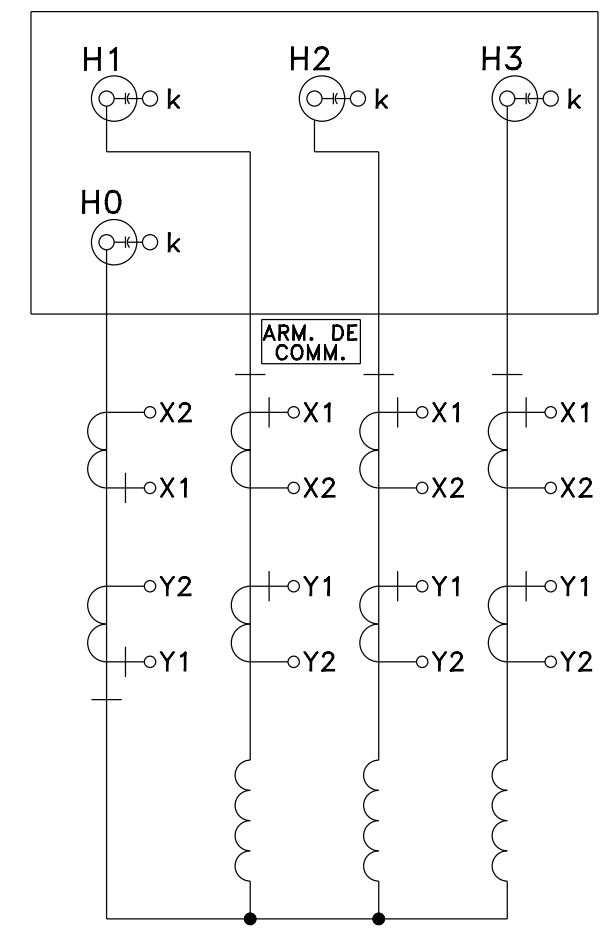 H1 H2 H3
k k k
H0
k
ARM. DE
COMM.
X2 X1 X1 X1
X1 X2 X2 X2
Y2 Y1 Y1 Y1
Y1 Y2 Y2 Y2